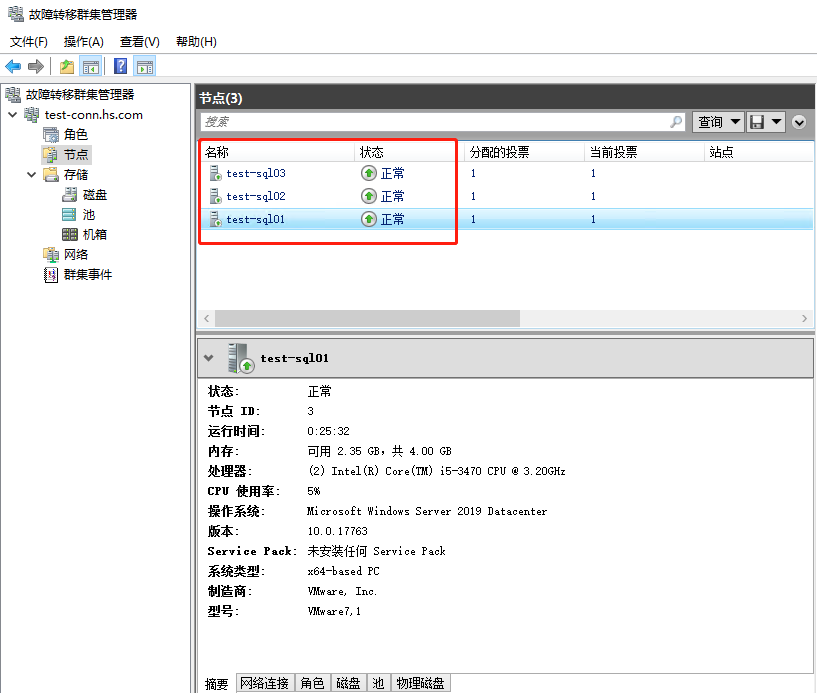 故障转移群集管理器
文件(F) 操作(A) 查看(V) 帮助(H)
故障转移群集管理器
test-conn.hs.com
角色
节点
存储
磁盘
池
机箱
网络
群集事件
节点(3)
搜索 查询
名称 状态 分配的投票 当前投票 站点
test-sql03 正常 1 1
test-sql02 正常 1 1
test-sql01 正常 1 1
test-sql01
状态: 正常
节点 ID: 3
运行时间: 0:25:32
内存: 可用 2.35 GB，共 4.00 GB
处理器: (2) Intel(R) Core(TM) i5-3470 CPU @ 3.20GHz
CPU 使用率: 5%
操作系统: Microsoft Windows Server 2019 Datacenter
版本: 10.0.17763
Service Pack: 未安装任何 Service Pack
系统类型: x64-based PC
制造商: VMware, Inc.
型号: VMware7,1
摘要 网络连接 角色 磁盘 池 物理磁盘